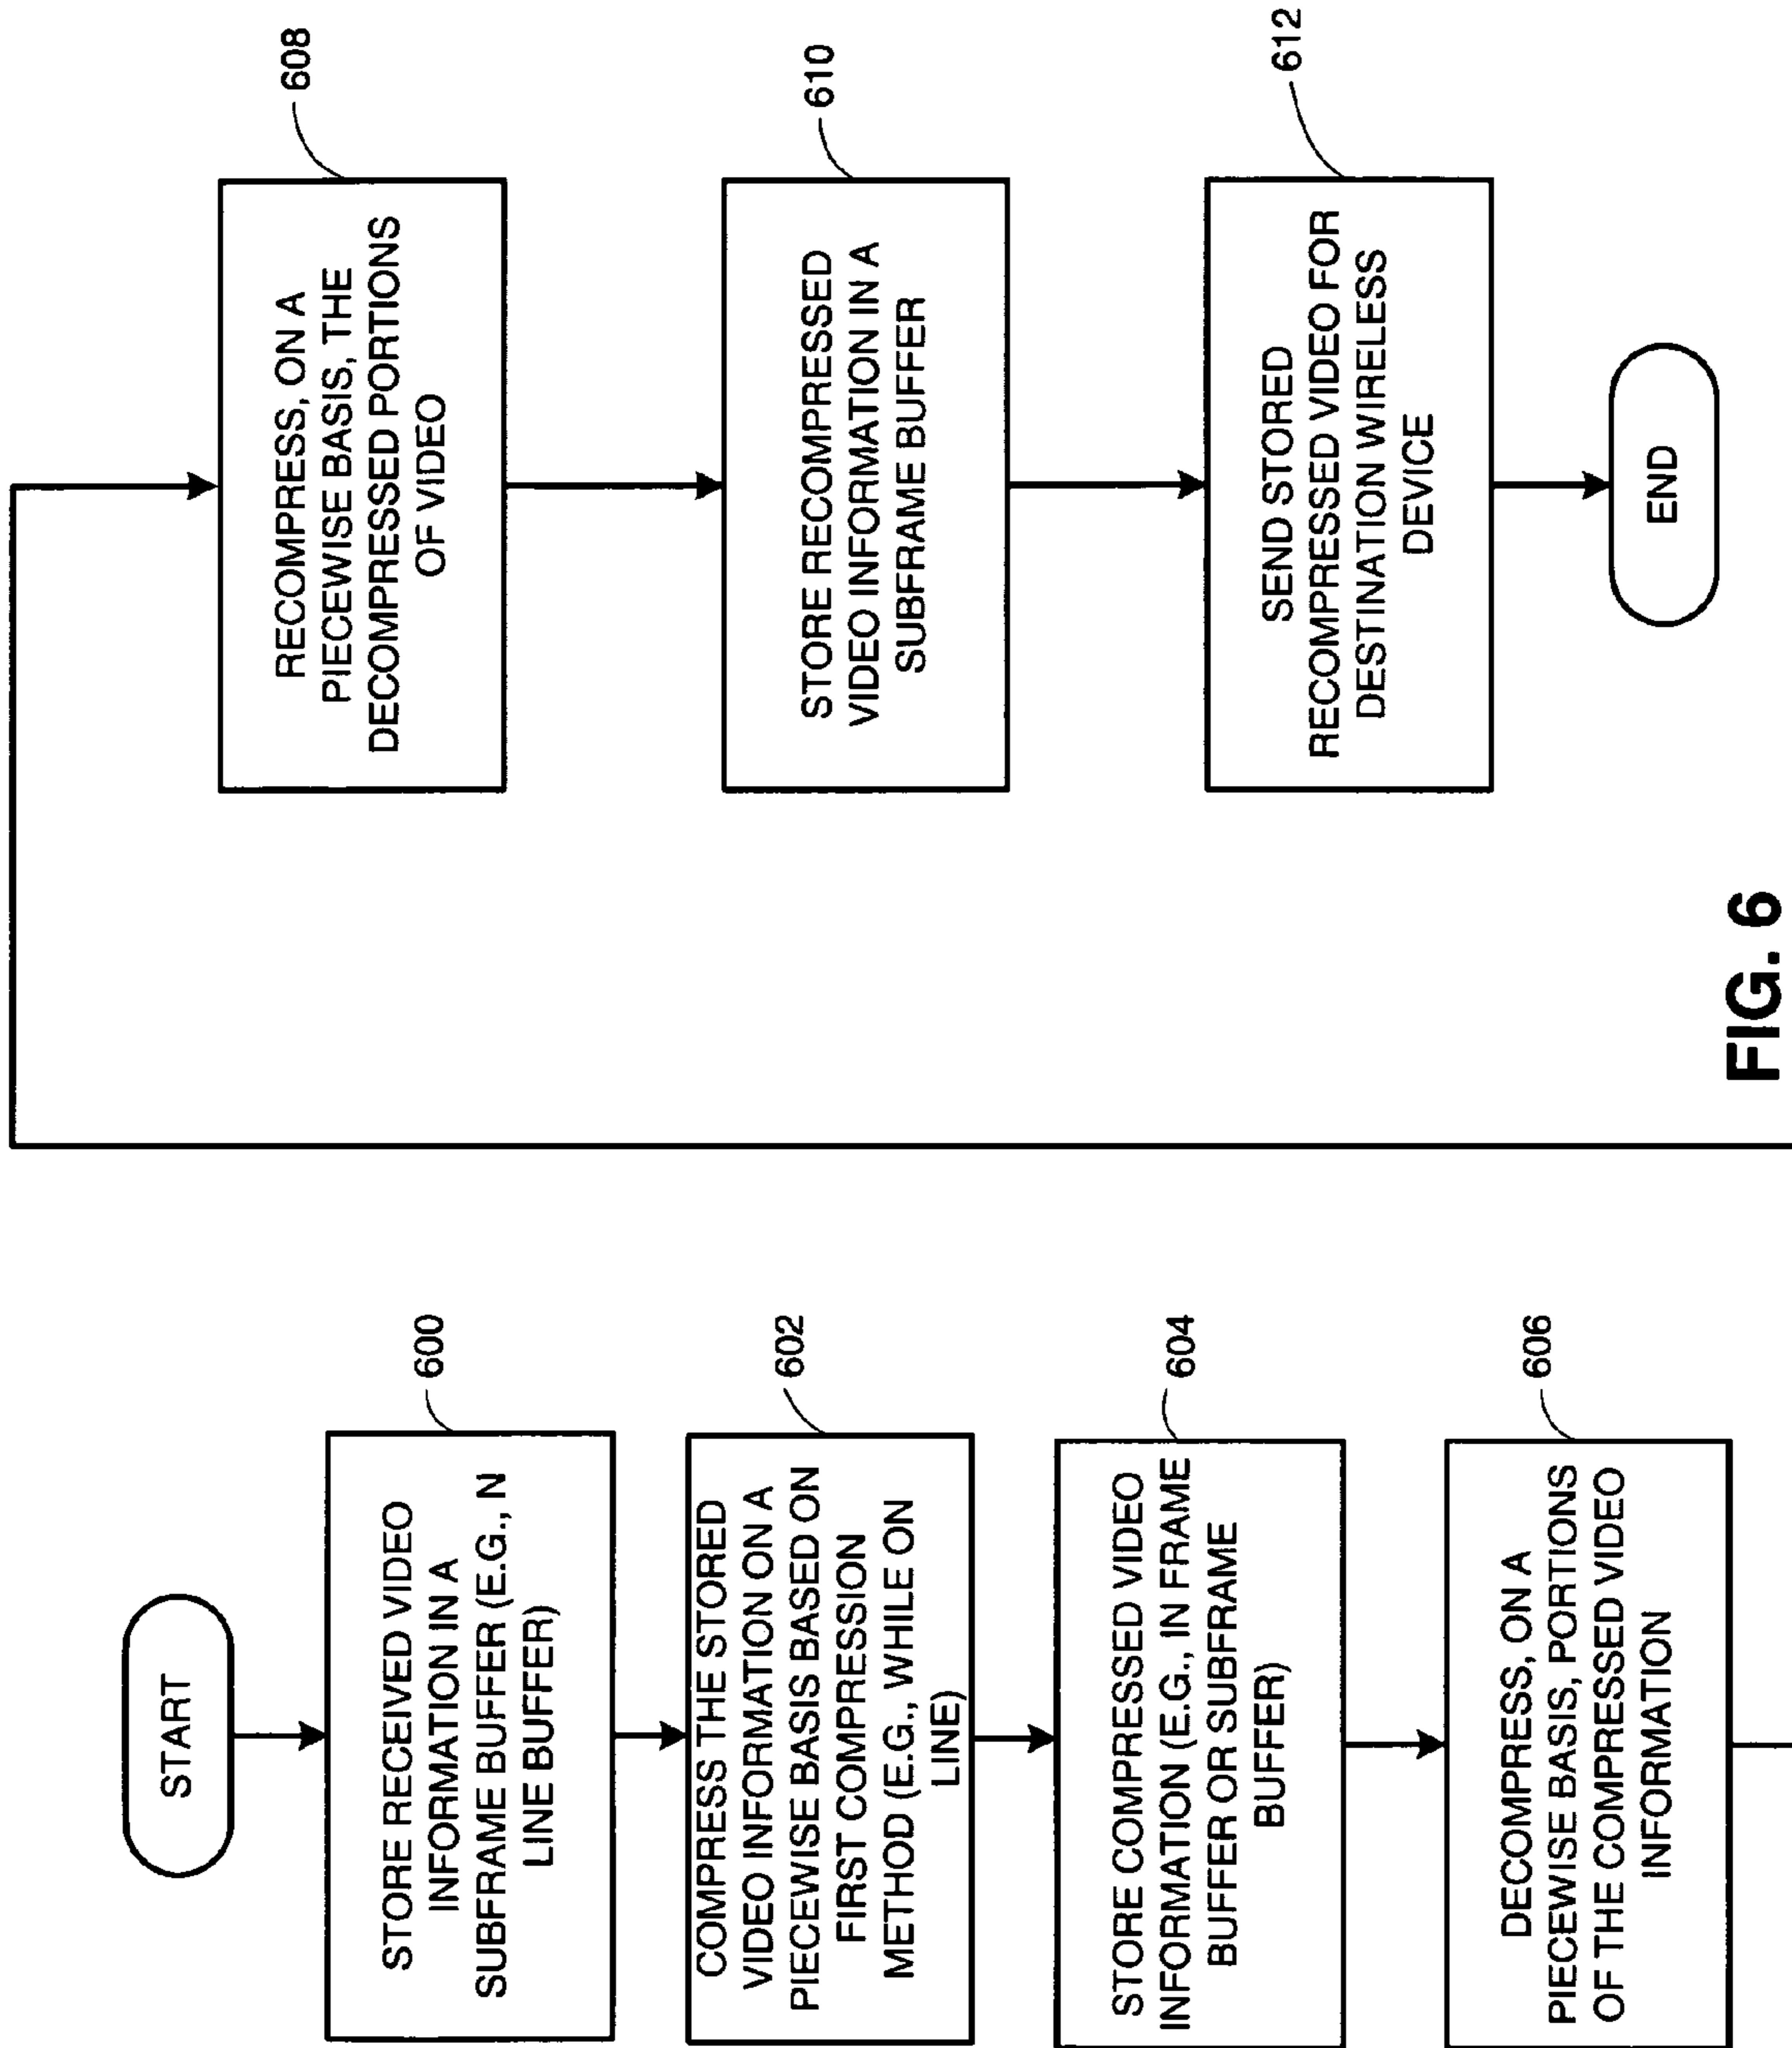 START
600
STORE RECEIVED VIDEO
INFORMATION IN A
SUBFRAME BUFFER (E.G., N
LINE BUFFER)
602
COMPRESS THE STORED
VIDEO INFORMATION ON A
PIECEWISE BASIS BASED ON
FIRST COMPRESSION
METHOD (E.G., WHILE ON
LINE)
604
STORE COMPRESSED VIDEO
INFORMATION (E.G., IN FRAME
BUFFER OR SUBFRAME
BUFFER)
606
DECOMPRESS, ON A
PIECEWISE BASIS, PORTIONS
OF THE COMPRESSED VIDEO
INFORMATION
608
RECOMPRESS, ON A
PIECEWISE BASIS, THE
DECOMPRESSED PORTIONS
OF VIDEO
610
STORE RECOMPRESSED
VIDEO INFORMATION IN A
SUBFRAME BUFFER
612
SEND STORED
RECOMPRESSED VIDEO FOR
DESTINATION WIRELESS
DEVICE
END
FIG. 6